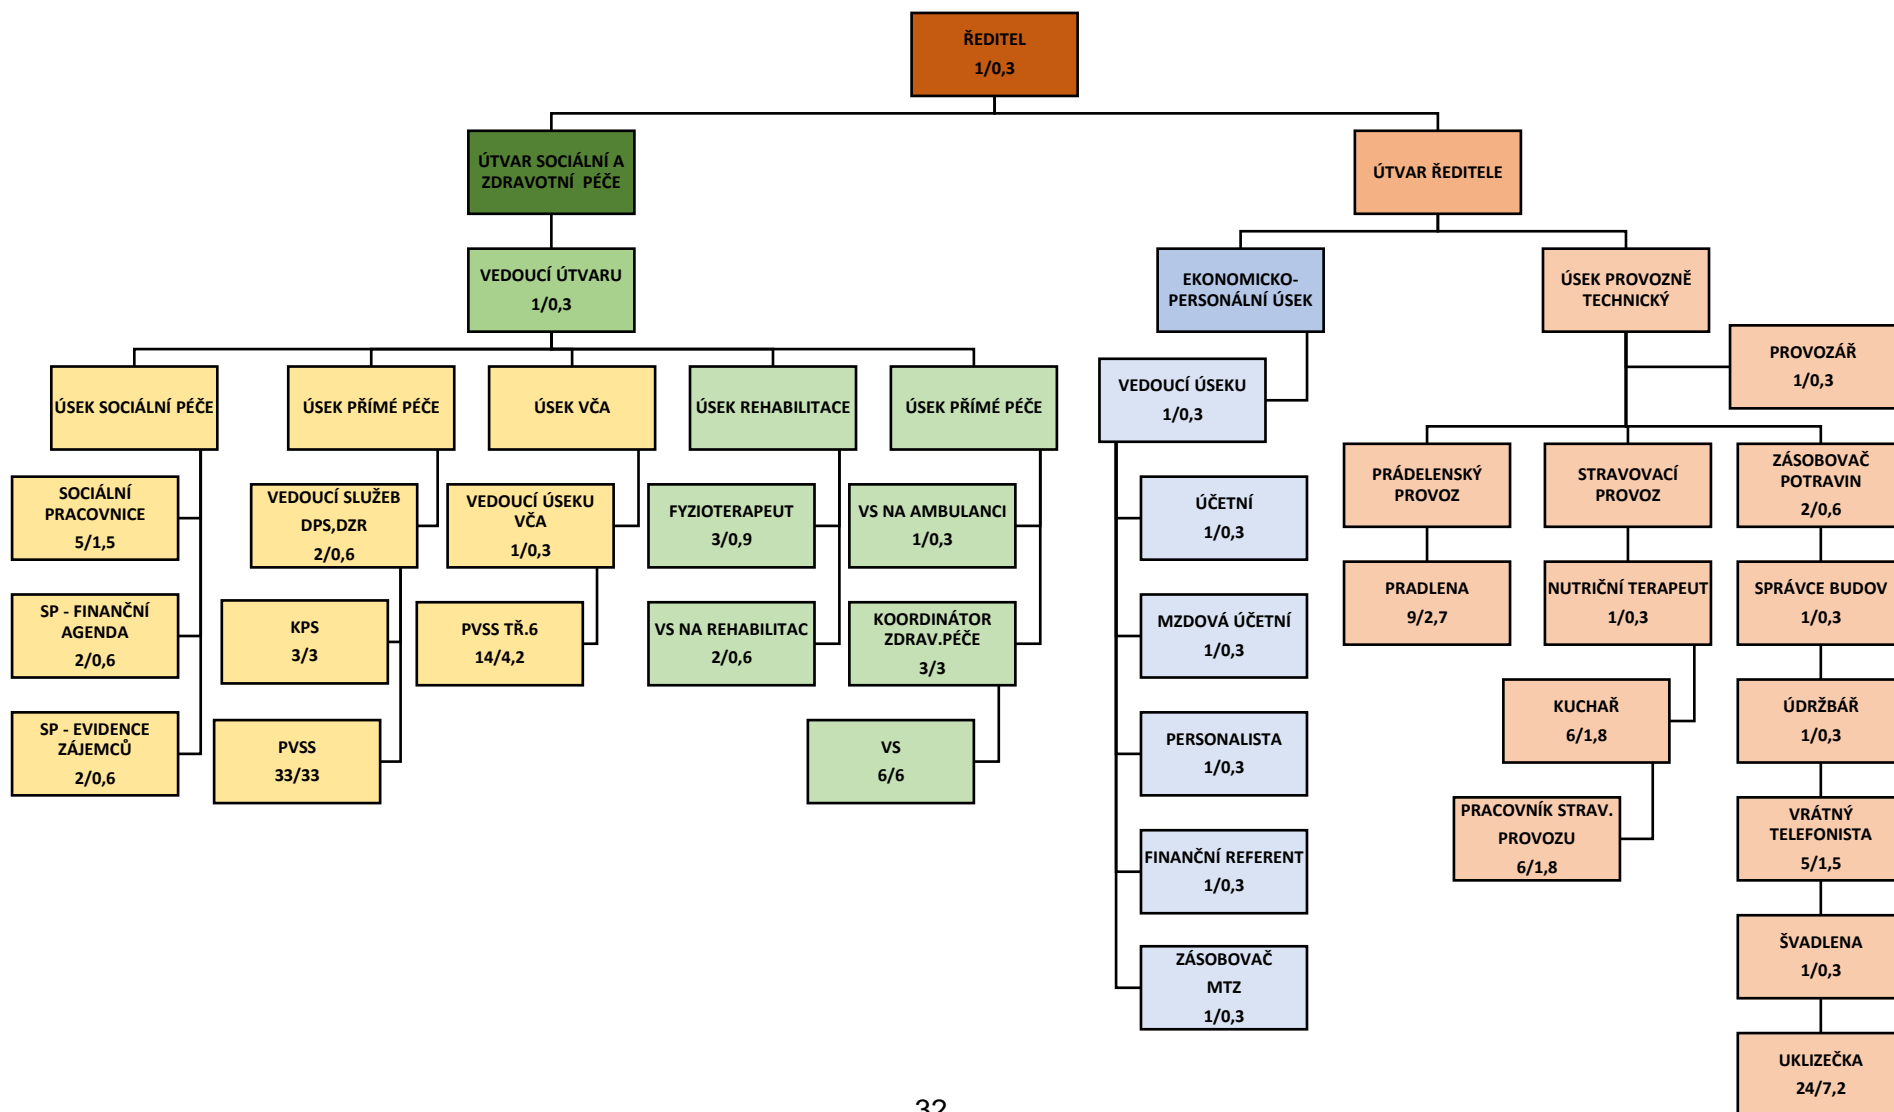 ŘEDITEL
1/0,3
ÚTVAR SOCIÁLNÍ A
ZDRAVOTNÍ PÉČE
ÚTVAR ŘEDITELE
VEDOUCÍ ÚTVARU
1/0,3
EKONOMICKO-
PERSONÁLNÍ ÚSEK
ÚSEK PROVOZNĚ
TECHNICKÝ
PROVOZÁŘ
1/0,3
ÚSEK SOCIÁLNÍ PÉČE
ÚSEK PŘÍMÉ PÉČE
ÚSEK VČA
ÚSEK REHABILITACE
ÚSEK PŘÍMÉ PÉČE
VEDOUCÍ ÚSEKU
1/0,3
SOCIÁLNÍ
PRACOVNICE
5/1,5
SP - FINANČNÍ
AGENDA
2/0,6
SP - EVIDENCE
ZÁJEMCŮ
2/0,6
VEDOUCÍ SLUŽEB
DPS,DZR
2/0,6
KPS
3/3
PVSS
33/33
VEDOUCÍ ÚSEKU
VČA
1/0,3
PVSS TŘ.6
14/4,2
FYZIOTERAPEUT
3/0,9
VS NA REHABILITAC
2/0,6
VS NA AMBULANCI
1/0,3
KOORDINÁTOR
ZDRAV.PÉČE
3/3
VS
6/6
ÚČETNÍ
1/0,3
MZDOVÁ ÚČETNÍ
1/0,3
PERSONALISTA
1/0,3
FINANČNÍ REFERENT
1/0,3
ZÁSOBOVAČ
MTZ
1/0,3
PRÁDELENSKÝ
PROVOZ
PRADLENA
9/2,7
STRAVOVACÍ
PROVOZ
NUTRIČNÍ TERAPEUT
1/0,3
KUCHAŘ
6/1,8
PRACOVNÍK STRAV.
PROVOZU
6/1,8
ZÁSOBOVAČ
POTRAVIN
2/0,6
SPRÁVCE BUDOV
1/0,3
ÚDRŽBÁŘ
1/0,3
VRÁTNÝ
TELEFONISTA
5/1,5
ŠVADLENA
1/0,3
UKLIZEČKA
24/7,2
32